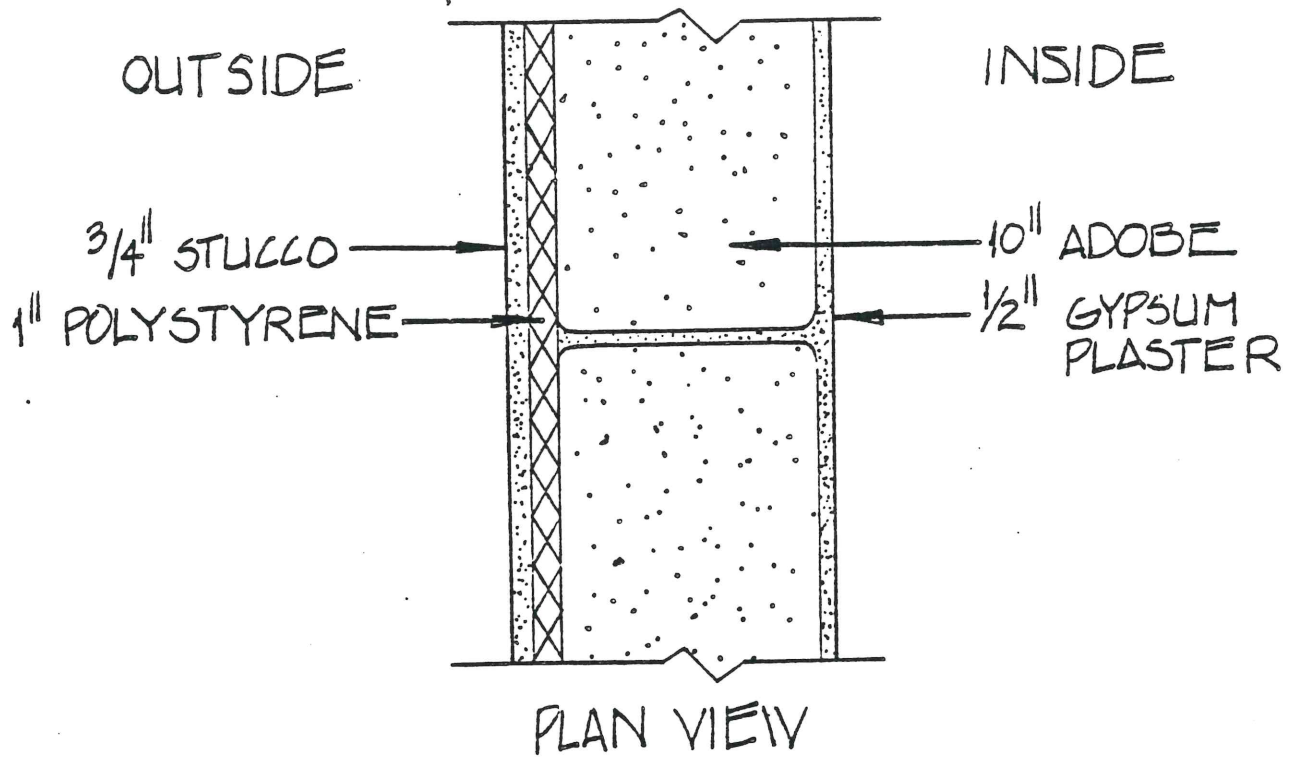 OUTSIDE
INSIDE
3/4" STUCCO
1" POLYSTYRENE
10" ADOBE
1/2" GYPSUM
PLASTER
PLAN VIEW